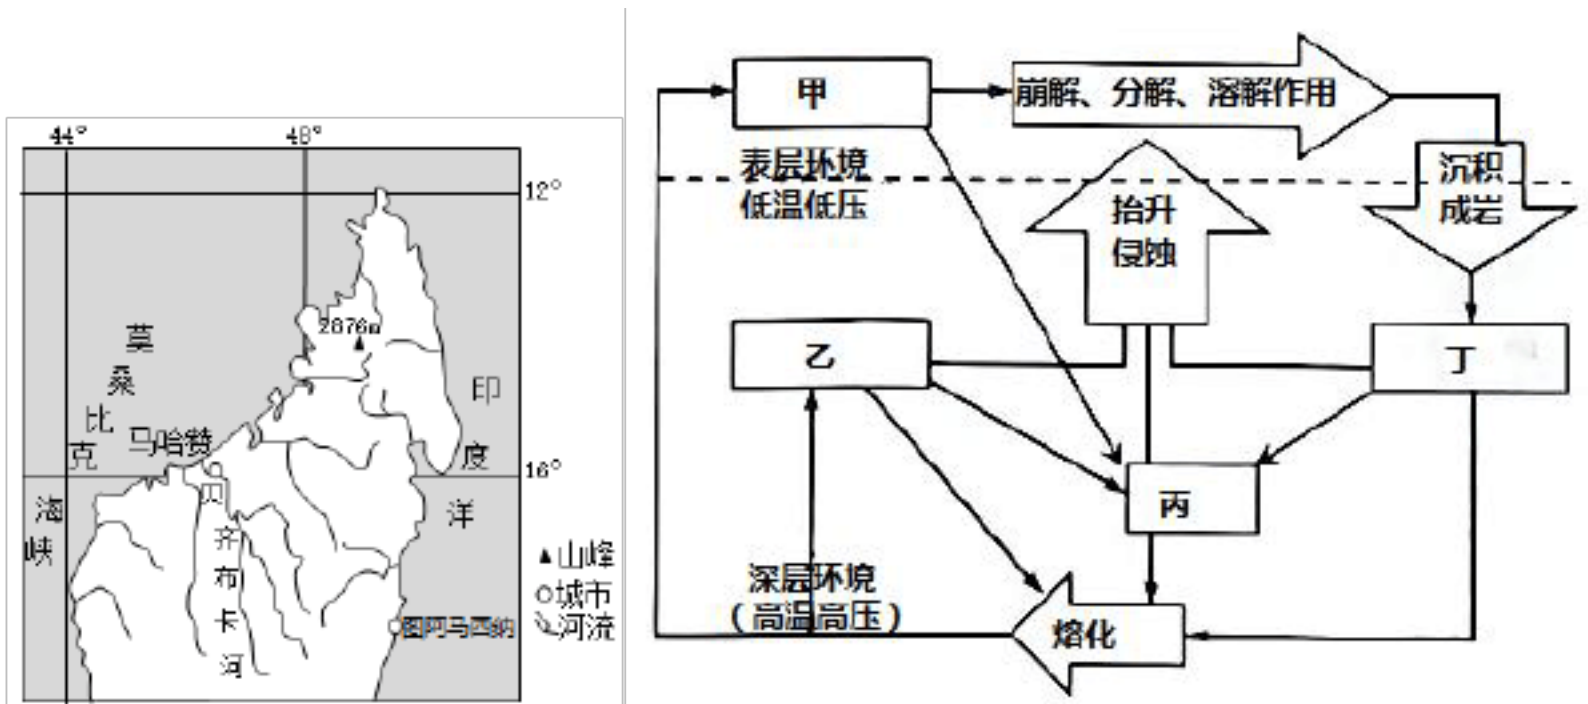 44°
48°
12°
2876m
莫桑比克海峡
马哈赞
印度洋
16°
贝齐布卡河
图阿马西纳
山峰
城市
河流
甲
崩解、分解、溶解作用
表层环境
低温低压
抬升
侵蚀
沉积
成岩
乙
丁
丙
深层环境
（高温高压）
熔化